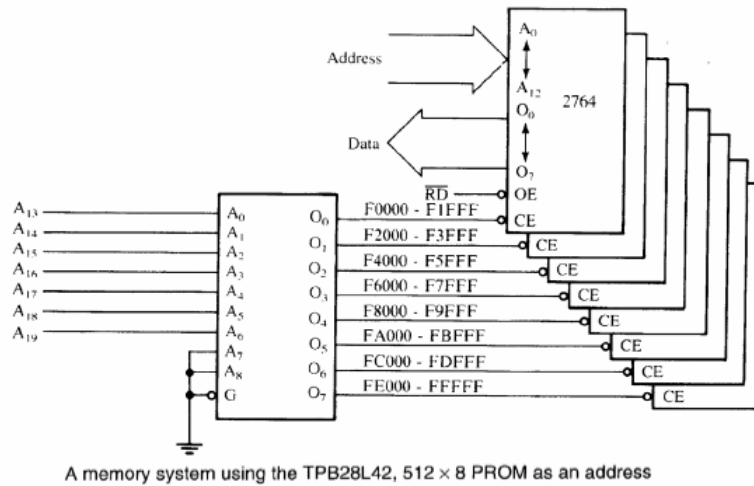 A₀
Address
A₁₂
O₀
2764
Data
O₇
R̅D̅
OE
CE
A₁₃
A₁₄
A₁₅
A₁₆
A₁₇
A₁₈
A₁₉
A₀
A₁
A₂
A₃
A₄
A₅
A₆
A₇
A₈
G
O₀
O₁
O₂
O₃
O₄
O₅
O₆
O₇
F0000 - F1FFF
F2000 - F3FFF
F4000 - F5FFF
F6000 - F7FFF
F8000 - F9FFF
FA000 - FBFFF
FC000 - FDFFF
FE000 - FFFFF
CE
CE
CE
CE
CE
CE
CE
A memory system using the TPB28L42, 512 × 8 PROM as an address